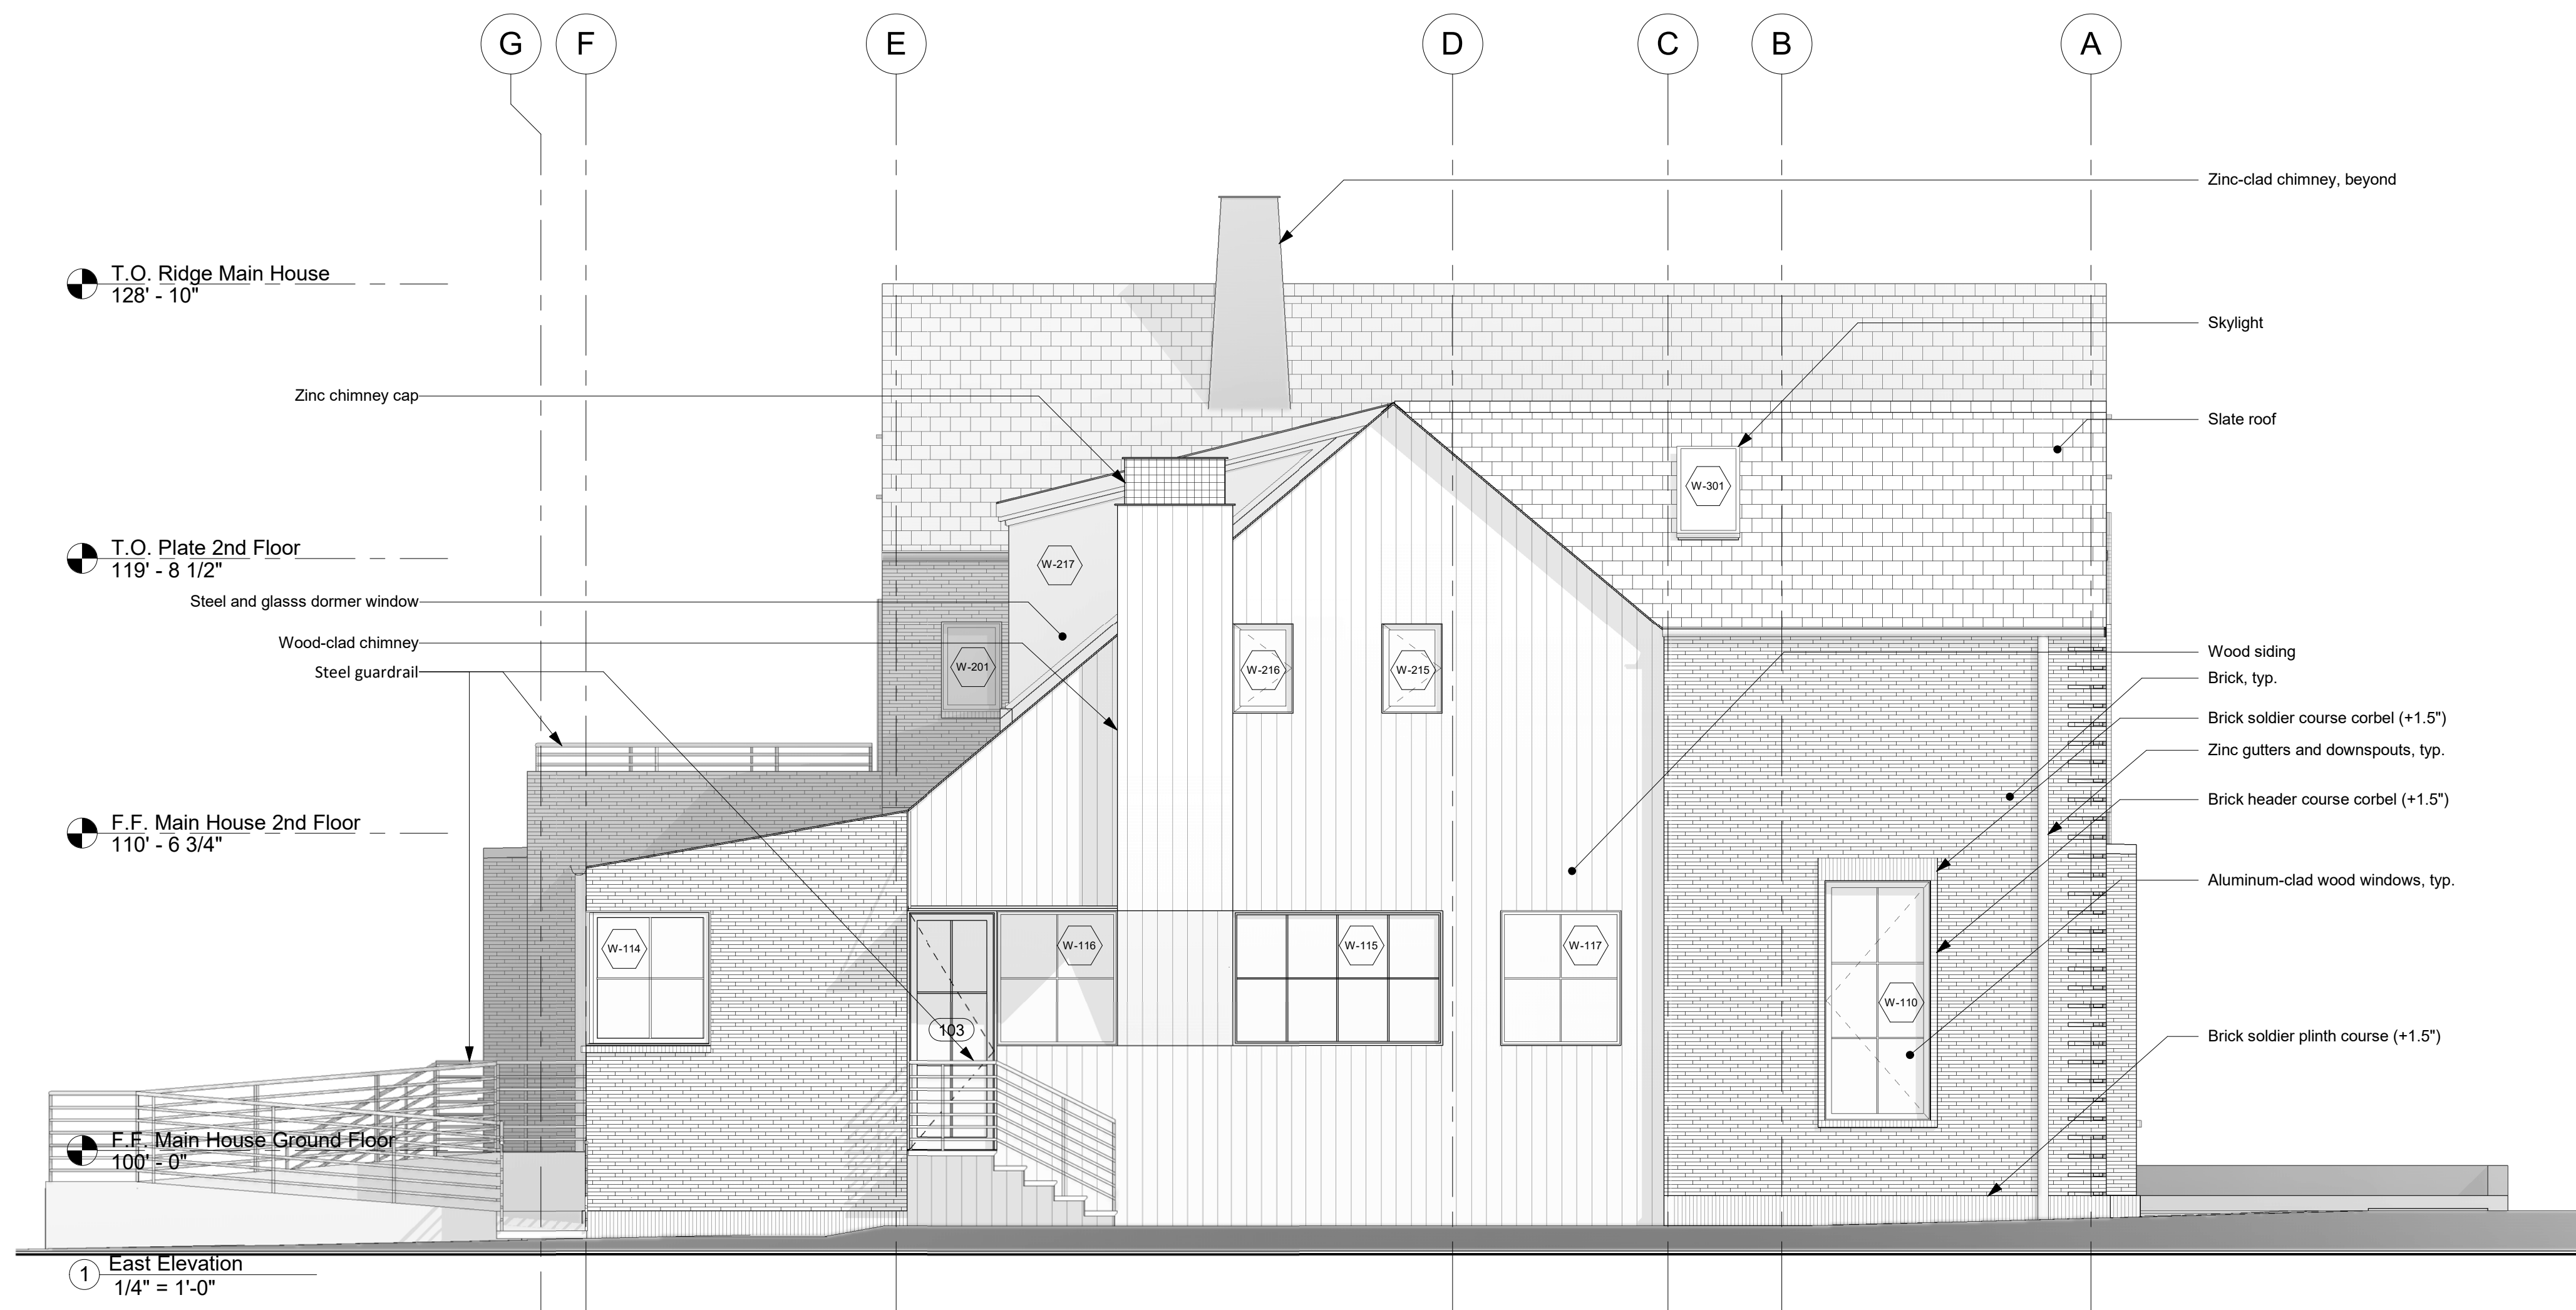 G F E D C B A
Zinc-clad chimney, beyond
T.O. Ridge Main House
128' - 10"
Skylight
Zinc chimney cap
Slate roof
W-301
T.O. Plate 2nd Floor
119' - 8 1/2"
W-217
Steel and glasss dormer window
Wood-clad chimney
Steel guardrail
W-201
W-216
W-215
Wood siding
Brick, typ.
Brick soldier course corbel (+1.5")
Zinc gutters and downspouts, typ.
Brick header course corbel (+1.5")
F.F. Main House 2nd Floor
110' - 6 3/4"
Aluminum-clad wood windows, typ.
W-114
W-116
W-115
W-117
W-110
103
Brick soldier plinth course (+1.5")
F.F. Main House Ground Floor
100' - 0"
1 East Elevation
1/4" = 1'-0"